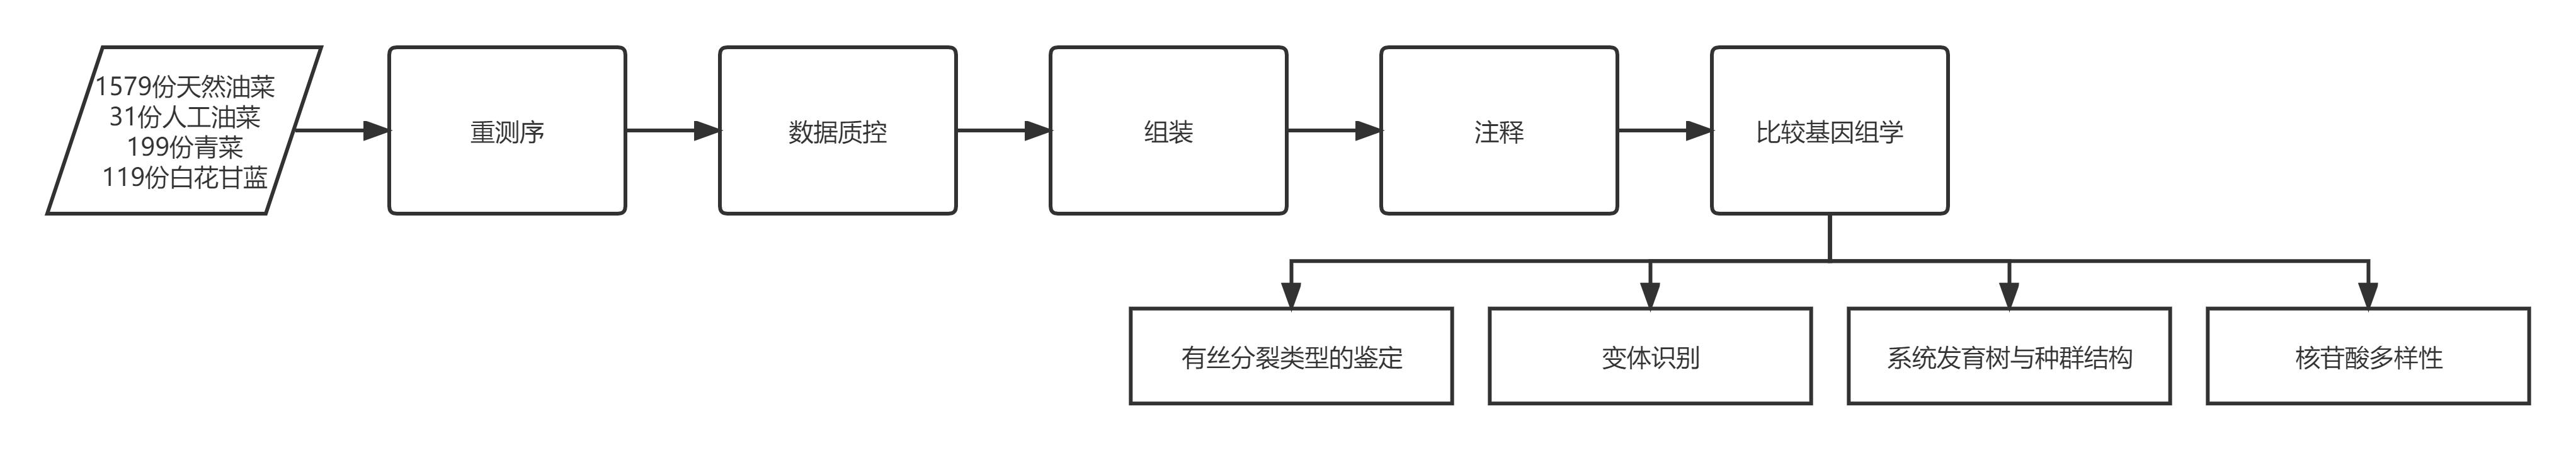 1579份天然油菜
31份人工油菜
199份青菜
119份白花甘蓝
重测序
数据质控
组装
注释
比较基因组学
有丝分裂类型的鉴定
变体识别
系统发育树与种群结构
核苷酸多样性